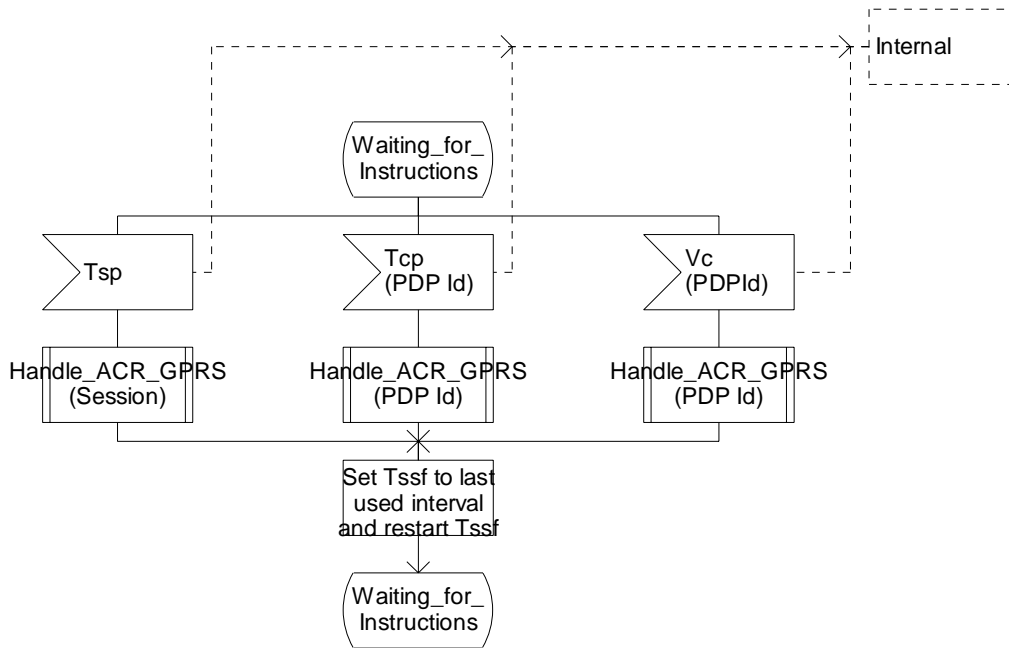 Internal
Waiting_for_
Instructions
Tsp
Tcp
(PDP Id)
Vc
(PDPId)
Handle_ACR_GPRS
(Session)
Handle_ACR_GPRS
(PDP Id)
Handle_ACR_GPRS
(PDP Id)
Set Tssf to last
used interval
and restart Tssf
Waiting_for_
Instructions